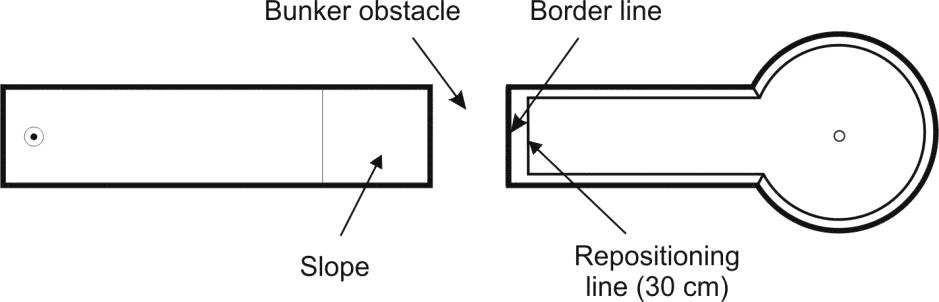 Bunker obstacle
Border line
Slope
Repositioning
line (30 cm)